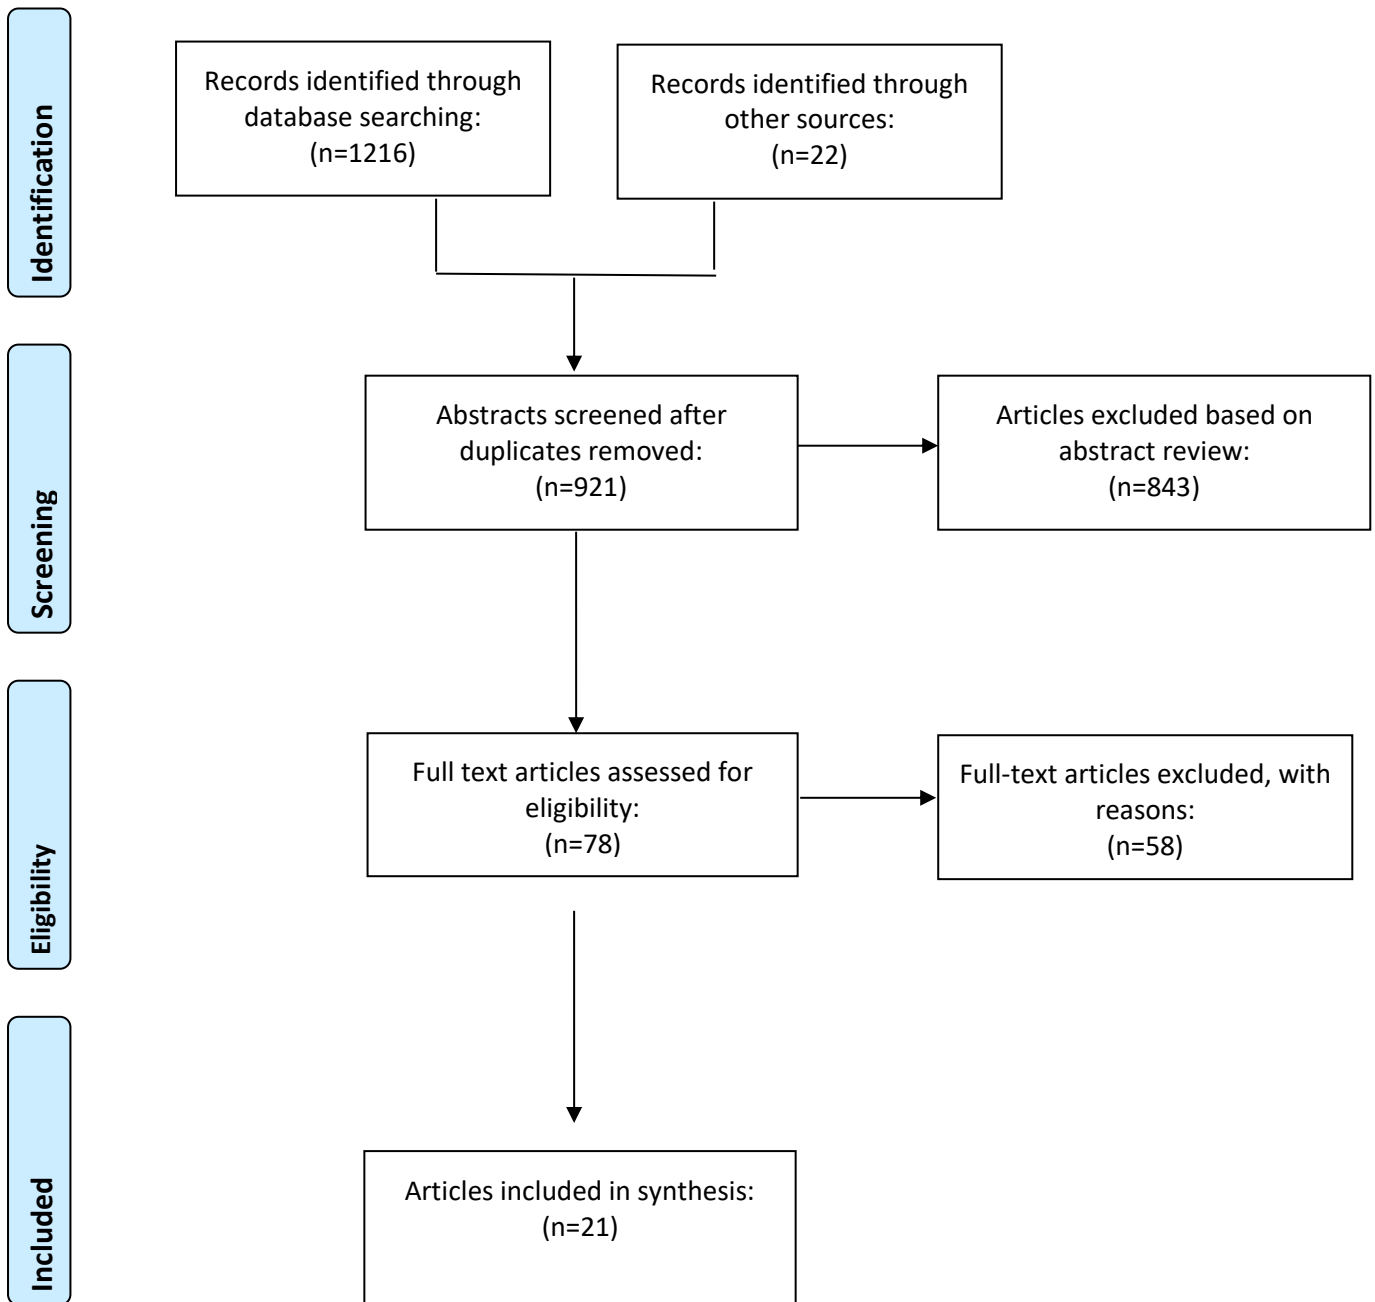 Identification
Records identified through
database searching:
(n=1216)
Records identified through
other sources:
(n=22)
Screening
Abstracts screened after
duplicates removed:
(n=921)
Articles excluded based on
abstract review:
(n=843)
Eligibility
Full text articles assessed for
eligibility:
(n=78)
Full-text articles excluded, with
reasons:
(n=58)
Included
Articles included in synthesis:
(n=21)